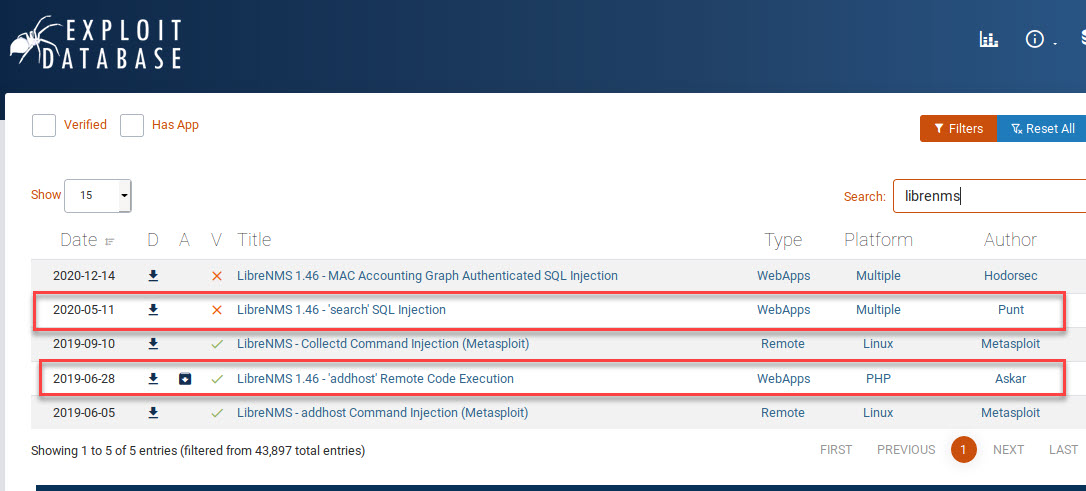 EXPLOIT
DATABASE
Verified Has App Filters Reset All
Show 15 Search: librenms
Date D A V Title Type Platform Author
2020-12-14 LibreNMS 1.46 - MAC Accounting Graph Authenticated SQL Injection WebApps Multiple Hodorsec
2020-05-11 LibreNMS 1.46 - 'search' SQL Injection WebApps Multiple Punt
2019-09-10 LibreNMS - Collectd Command Injection (Metasploit) Remote Linux Metasploit
2019-06-28 LibreNMS 1.46 - 'addhost' Remote Code Execution WebApps PHP Askar
2019-06-05 LibreNMS - addhost Command Injection (Metasploit) Remote Linux Metasploit
Showing 1 to 5 of 5 entries (filtered from 43,897 total entries) FIRST PREVIOUS 1 NEXT LAST